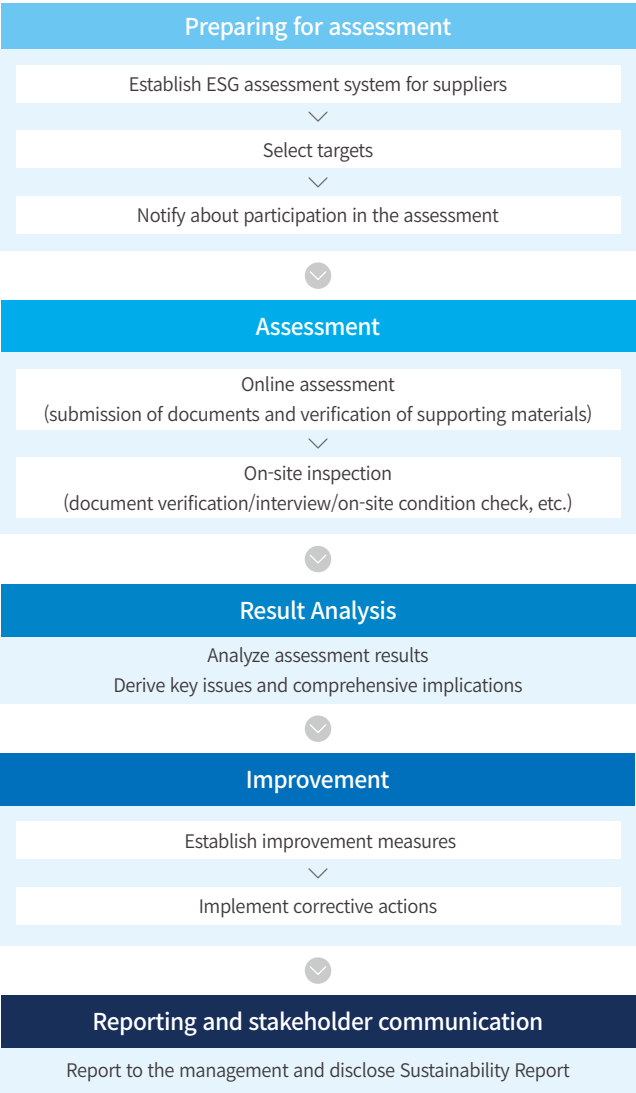 Preparing for assessment
Establish ESG assessment system for suppliers
Select targets
Notify about participation in the assessment
Assessment
Online assessment
(submission of documents and verification of supporting materials)
On-site inspection
(document verification/interview/on-site condition check, etc.)
Result Analysis
Analyze assessment results
Derive key issues and comprehensive implications
Improvement
Establish improvement measures
Implement corrective actions
Reporting and stakeholder communication
Report to the management and disclose Sustainability Report